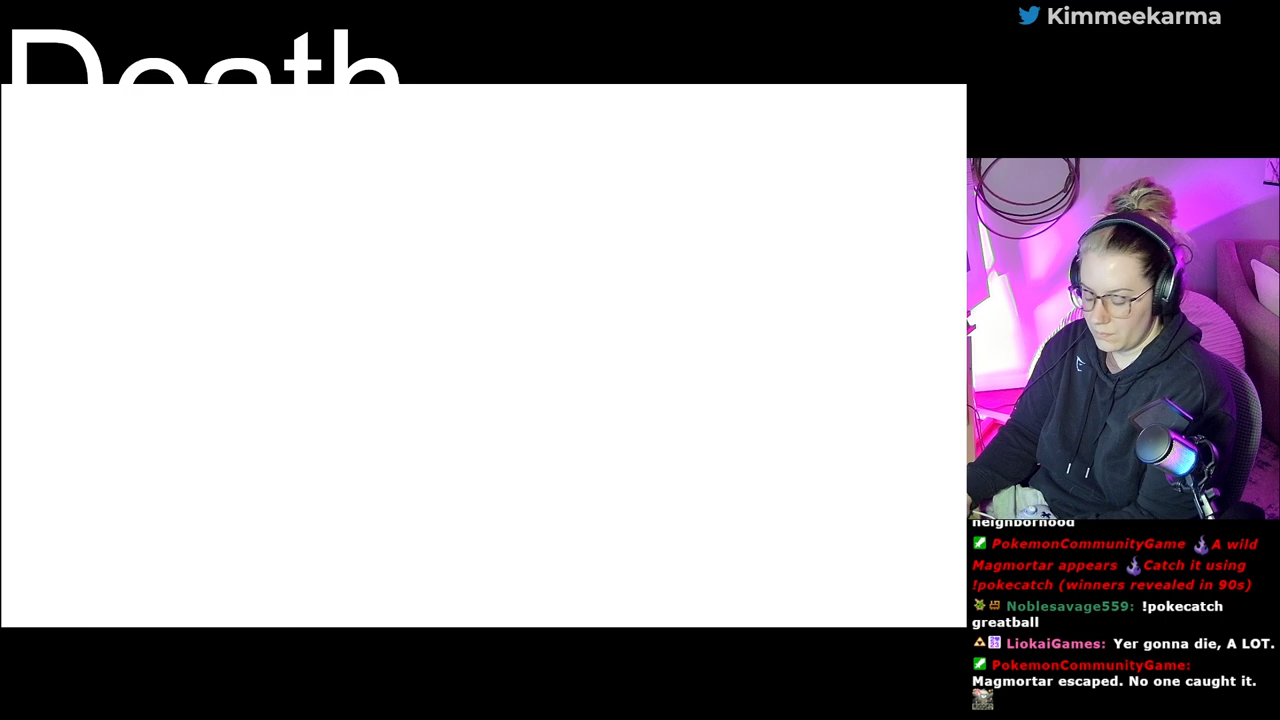 Kimmeekarma
Death
neighborhood
PokemonCommunityGame A wild
Magmortar appears Catch it using
!pokecatch (winners revealed in 90s)
Noblesavage559: !pokecatch
greatball
LiokaiGames: Yer gonna die, A LOT.
PokemonCommunityGame:
Magmortar escaped. No one caught it.